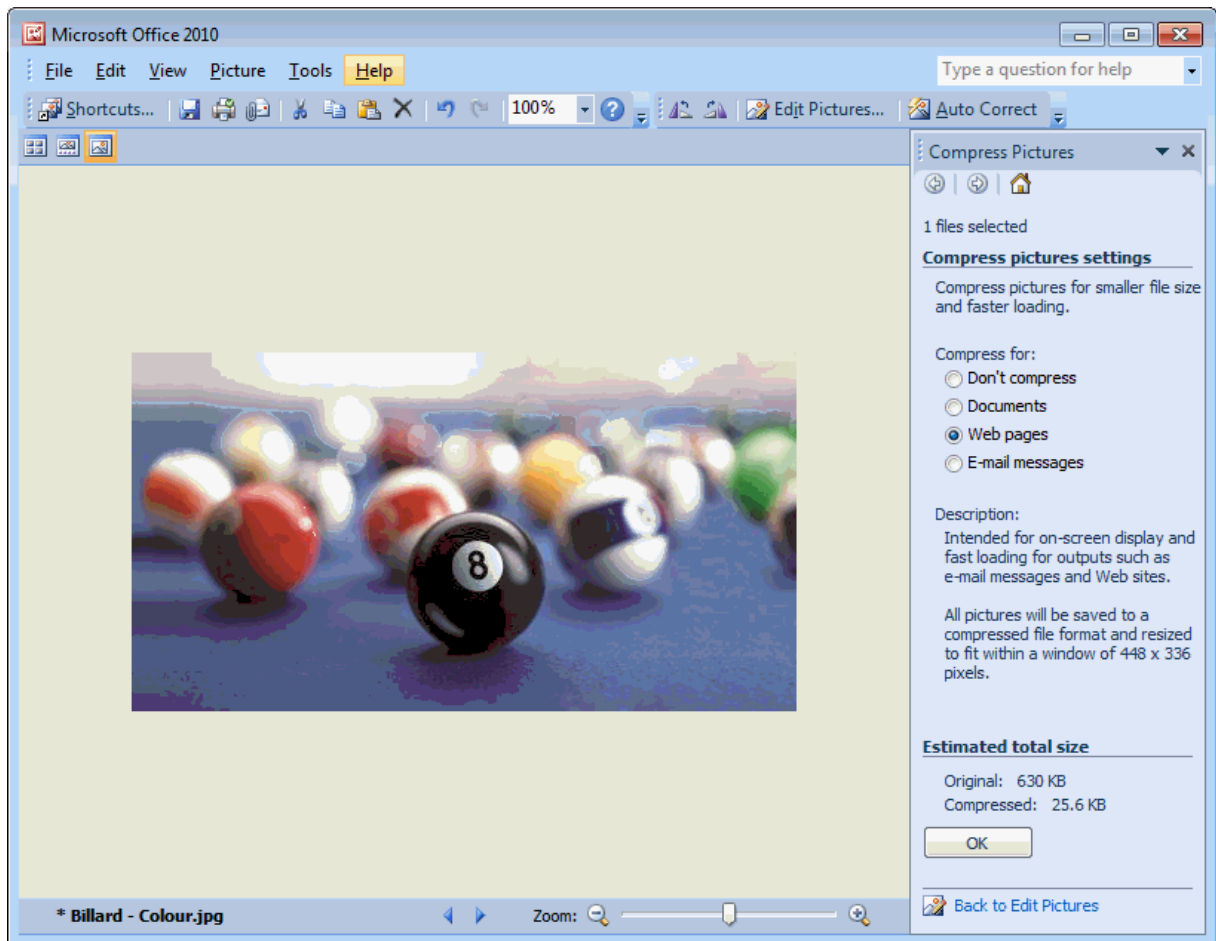 Microsoft Office 2010
File Edit View Picture Tools Help
Type a question for help
Shortcuts... 100% Edit Pictures... Auto Correct
Compress Pictures
1 files selected
Compress pictures settings
Compress pictures for smaller file size
and faster loading.
Compress for:
Don't compress
Documents
Web pages
E-mail messages
8
Description:
Intended for on-screen display and
fast loading for outputs such as
e-mail messages and Web sites.
All pictures will be saved to a
compressed file format and resized
to fit within a window of 448 x 336
pixels.
Estimated total size
Original: 630 KB
Compressed: 25.6 KB
OK
Back to Edit Pictures
* Billard - Colour.jpg Zoom: